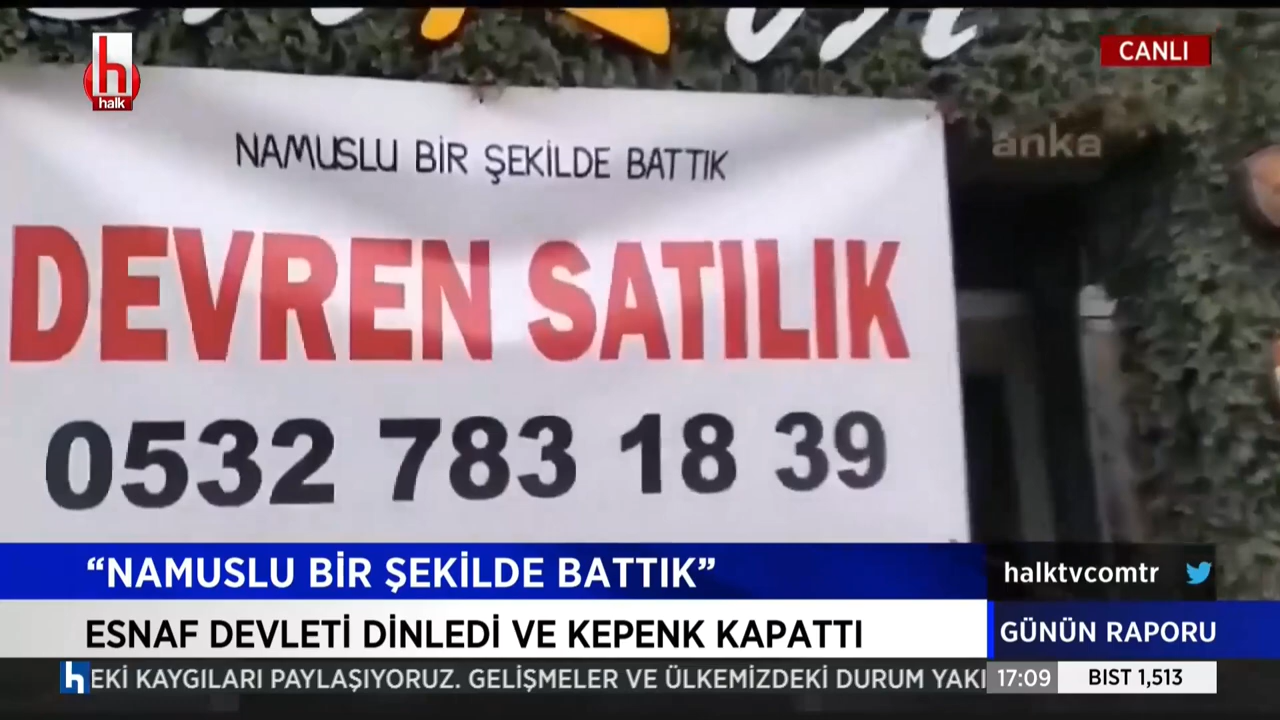 h
halk
CANLI
anka
NAMUSLU BİR ŞEKİLDE BATTIK
DEVREN SATILIK
0532 783 18 39
“NAMUSLU BİR ŞEKİLDE BATTIK”
halktvcomtr
ESNAF DEVLETİ DİNLEDİ VE KEPENK KAPATTI
GÜNÜN RAPORU
h EKİ KAYGILARI PAYLAŞIYORUZ. GELİŞMELER VE ÜLKEMİZDEKİ DURUM YAKI
17:09
BIST 1,513